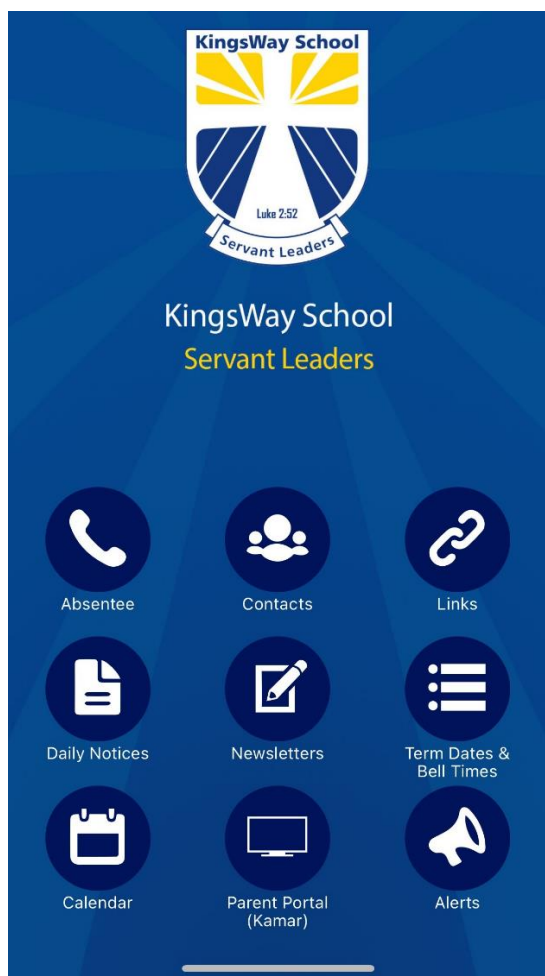 KingsWay School
Luke 2:52
Servant Leaders
KingsWay School
Servant Leaders
Absentee
Contacts
Links
Daily Notices
Newsletters
Term Dates &
Bell Times
Calendar
Parent Portal
(Kamar)
Alerts